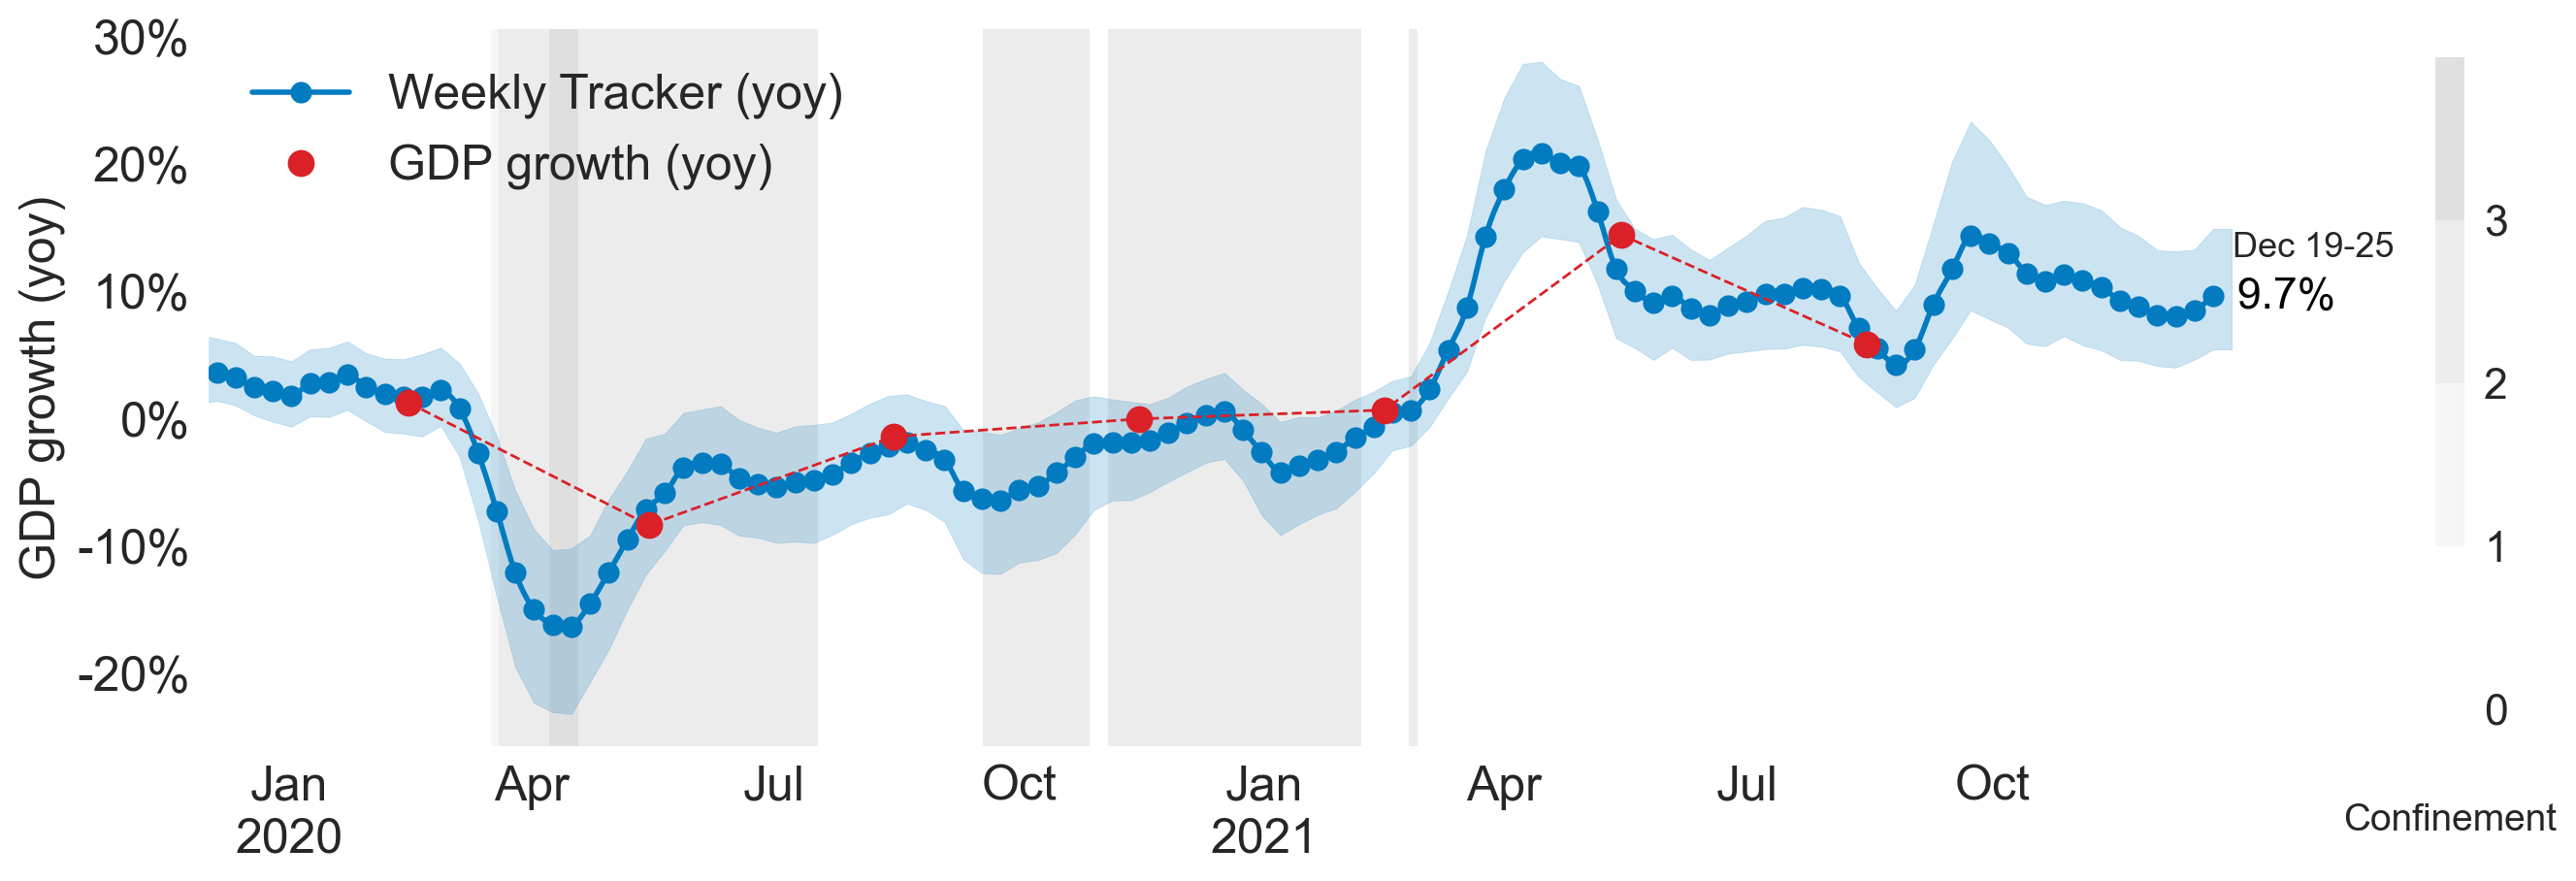 GDP growth (yoy)
30%
20%
10%
0%
-10%
-20%
Weekly Tracker (yoy)
GDP growth (yoy)
Dec 19-25
9.7%
3
2
1
0
Confinement
Jan Apr Jul Oct Jan Apr Jul Oct
2020 2021